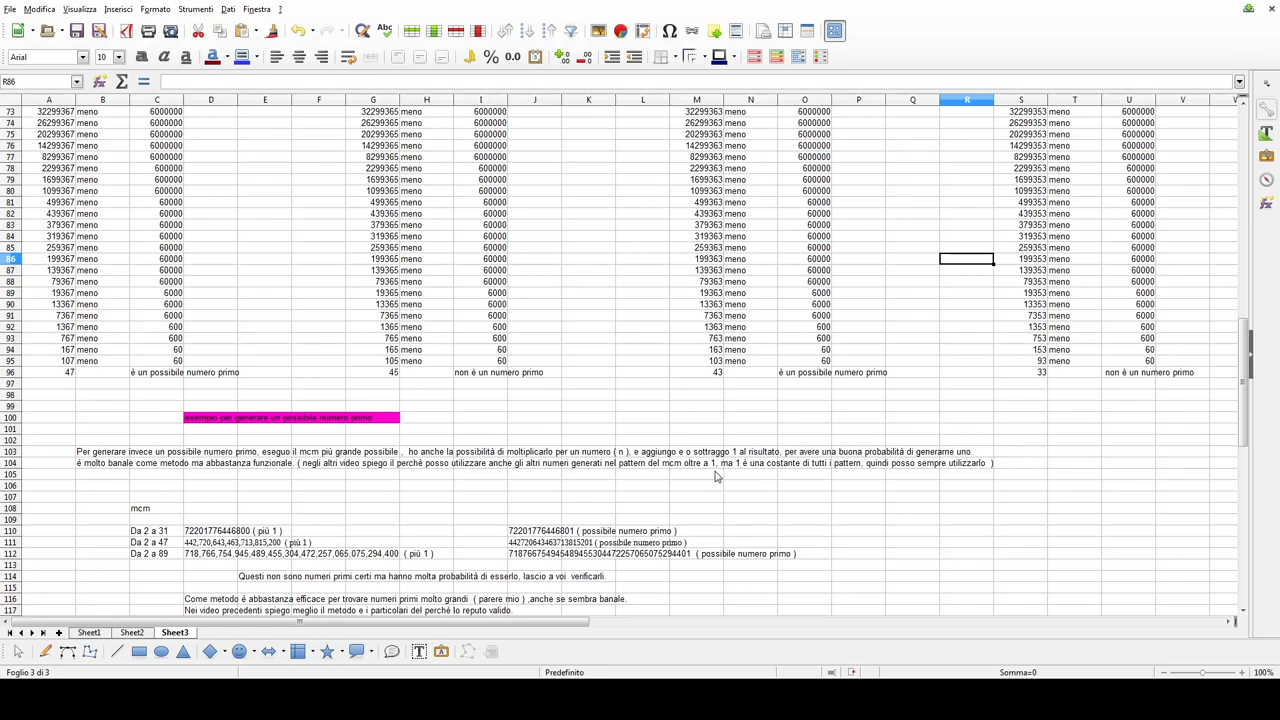 File Modifica Visualizza Inserisci Formato Strumenti Dati Finestra ?
Arial 10
R86
A B C D E F G H I J K L M N O P Q R S T U V
73 32299367 meno 6000000 32299365 meno 6000000 32299363 meno 6000000 32299353 meno 6000000
74 26299367 meno 6000000 26299365 meno 6000000 26299363 meno 6000000 26299353 meno 6000000
75 20299367 meno 6000000 20299365 meno 6000000 20299363 meno 6000000 20299353 meno 6000000
76 14299367 meno 6000000 14299365 meno 6000000 14299363 meno 6000000 14299353 meno 6000000
77 8299367 meno 6000000 8299365 meno 6000000 8299363 meno 6000000 8299353 meno 6000000
78 2299367 meno 600000 2299365 meno 600000 2299363 meno 600000 2299353 meno 600000
79 1699367 meno 600000 1699365 meno 600000 1699363 meno 600000 1699353 meno 600000
80 1099367 meno 600000 1099365 meno 600000 1099363 meno 600000 1099353 meno 600000
81 499367 meno 60000 499365 meno 60000 499363 meno 60000 499353 meno 60000
82 439367 meno 60000 439365 meno 60000 439363 meno 60000 439353 meno 60000
83 379367 meno 60000 379365 meno 60000 379363 meno 60000 379353 meno 60000
84 319367 meno 60000 319365 meno 60000 319363 meno 60000 319353 meno 60000
85 259367 meno 60000 259365 meno 60000 259363 meno 60000 259353 meno 60000
86 199367 meno 60000 199365 meno 60000 199363 meno 60000 199353 meno 60000
87 139367 meno 60000 139365 meno 60000 139363 meno 60000 139353 meno 60000
88 79367 meno 60000 79365 meno 60000 79363 meno 60000 79353 meno 60000
89 19367 meno 6000 19365 meno 6000 19363 meno 6000 19353 meno 6000
90 13367 meno 6000 13365 meno 6000 13363 meno 6000 13353 meno 6000
91 7367 meno 6000 7365 meno 6000 7363 meno 6000 7353 meno 6000
92 1367 meno 600 1365 meno 600 1363 meno 600 1353 meno 600
93 767 meno 600 765 meno 600 763 meno 600 753 meno 600
94 167 meno 60 165 meno 60 163 meno 60 153 meno 60
95 107 meno 60 105 meno 60 103 meno 60 93 meno 60
96 47 è un possibile numero primo 45 non è un numero primo 43 è un possibile numero primo 33 non è un numero primo
97
98
99
100 esempio per generare un possibile numero primo
101
102
103 Per generare invece un possibile numero primo, eseguo il mcm più grande possibile , ho anche la possibilità di moltiplicarlo per un numero ( n ), e aggiungo e o sottraggo 1 al risultato, per avere una buona probabilità di generarne uno.
104 é molto banale come metodo ma abbastanza funzionale. ( negli altri video spiego il perchè posso utilizzare anche gli altri numeri generati nel pattern del mcm oltre a 1, ma 1 è una costante di tutti i pattern, quindi posso sempre utilizzarlo )
105
106
107
108 mcm
109
110 Da 2 a 31 72201776446800 ( più 1 ) 72201776446801 ( possibile numero primo )
111 Da 2 a 47 442,720,643,463,713,815,200 ( più 1 ) 442720643463713815201 ( possibile numero primo )
112 Da 2 a 89 718,766,754,945,489,455,304,472,257,065,075,294,400 ( più 1 ) 718766754945489455304472257065075294401 ( possibile numero primo )
113
114 Questi non sono numeri primi certi ma hanno molta probabilità di esserlo, lascio a voi verificarli.
115
116 Come metodo é abbastanza efficace per trovare numeri primi molto grandi ( parere mio ) ,anche se sembra banale.
117 Nei video precedenti spiego meglio il metodo e i particolari del perché lo reputo valido.
Sheet1 Sheet2 Sheet3
Foglio 3 di 3 Predefinito Somma=0 100%